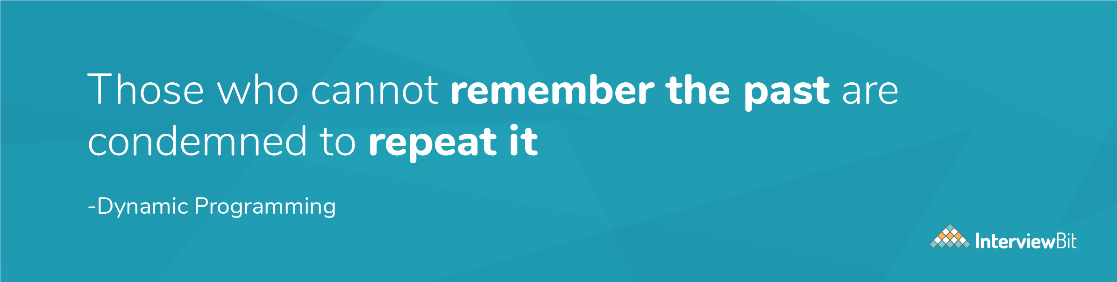 Those who cannot remember the past are
condemned to repeat it
-Dynamic Programming
InterviewBit